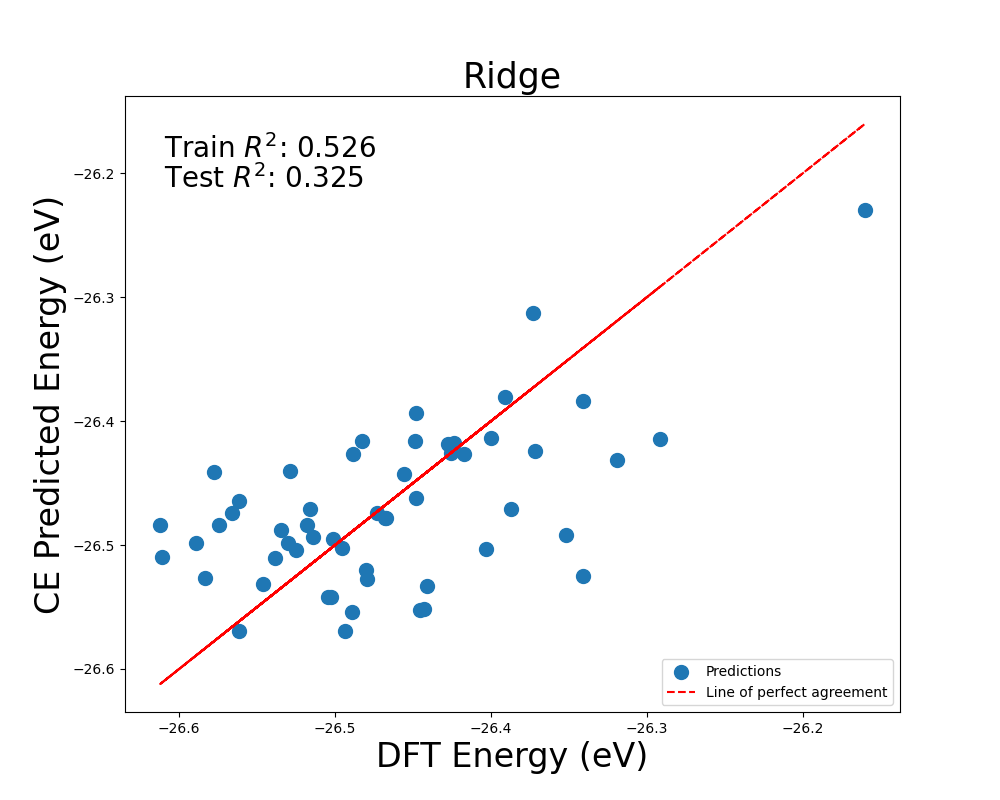 Ridge
Train R²: 0.526
Test R²: 0.325
CE Predicted Energy (eV)
−26.2
−26.3
−26.4
−26.5
−26.6
Predictions
Line of perfect agreement
−26.6 −26.5 −26.4 −26.3 −26.2
DFT Energy (eV)